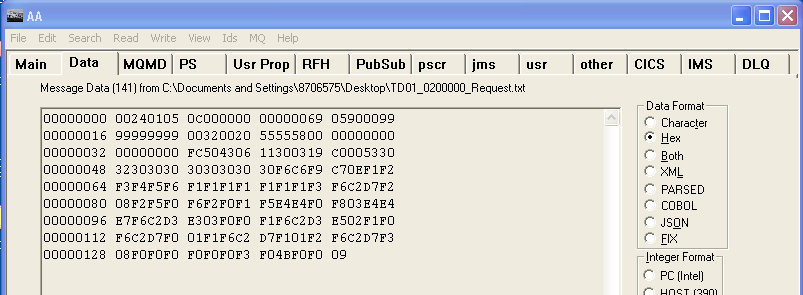 AA
File Edit Search Read Write View Ids MQ Help
Main Data MQMD PS Usr Prop RFH PubSub pscr jms usr other CICS IMS DLQ
Message Data (141) from C:\Documents and Settings\8706575\Desktop\TD01_0200000_Request.txt
00000000 00240105 0C000000 00000069 05900099
00000016 99999999 00320020 55555800 00000000
00000032 00000000 FC504306 11300319 C0005330
00000048 32303030 30303030 30F6C6F9 C70EF1F2
00000064 F3F4F5F6 F1F1F1F1 F1F1F1F3 F6C2D7F2
00000080 08F2F5F0 F6F2F0F1 F5E4E4F0 F803E4E4
00000096 E7F6C2D3 E303F0F0 F1F6C2D3 E502F1F0
00000112 F6C2D7F0 01F1F6C2 D7F101F2 F6C2D7F3
00000128 08F0F0F0 F0F0F0F3 F04BF0F0 09
Data Format
Character
Hex
Both
XML
PARSED
COBOL
JSON
FIX
Integer Format
PC (Intel)
HOST (390)